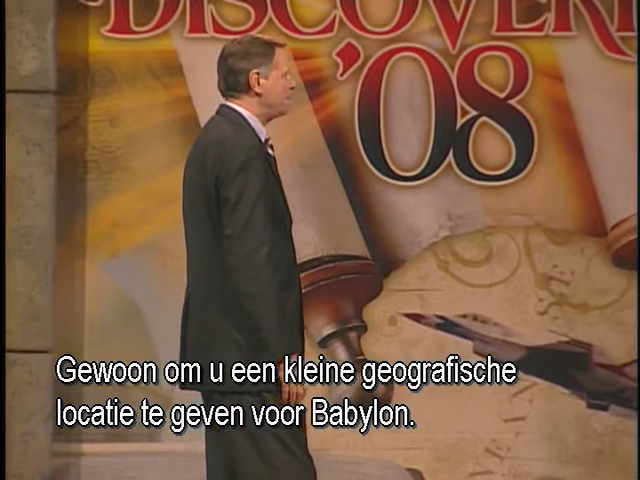 DISCOVER
'08
Gewoon om u een kleine geografische
locatie te geven voor Babylon.